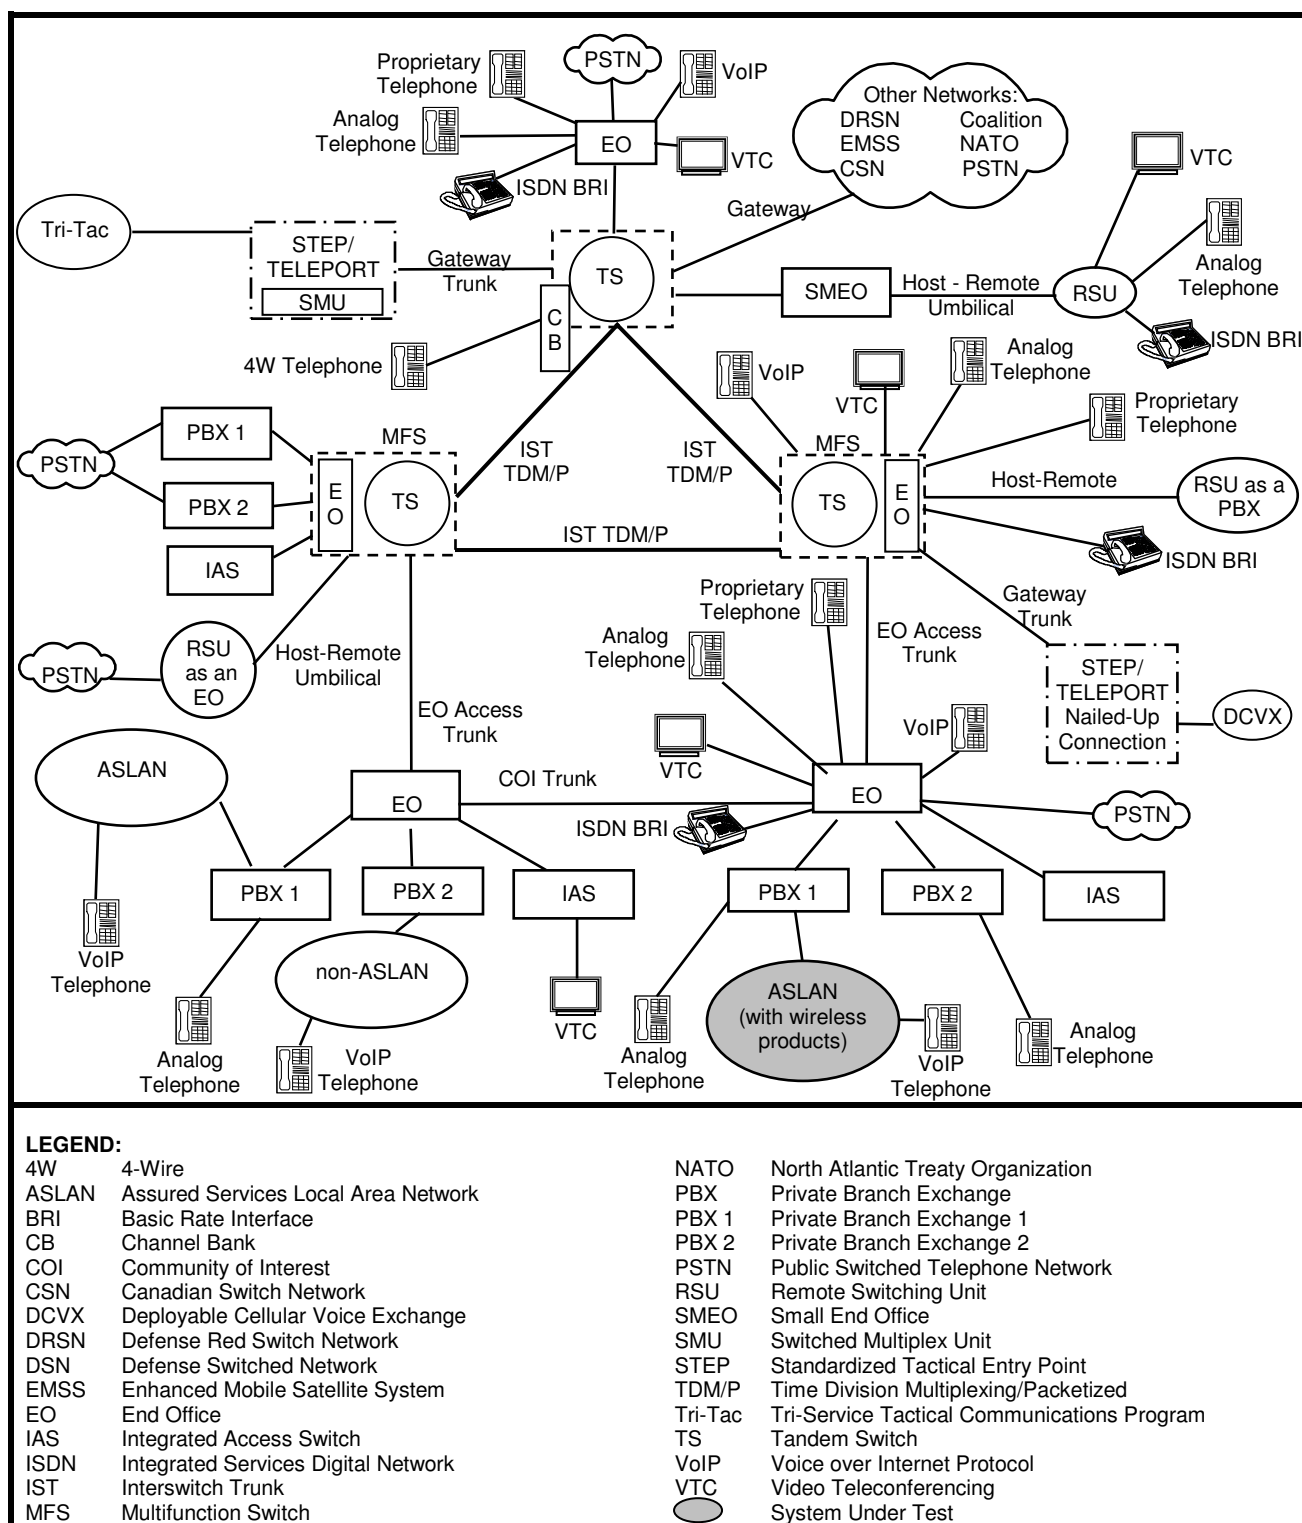 Proprietary
Telephone
PSTN
VoIP
Analog
Telephone
EO
VTC
ISDN BRI
Other Networks:
DRSN Coalition
EMSS NATO
CSN PSTN
VTC
Gateway
Tri-Tac
STEP/
TELEPORT
SMU
Gateway
Trunk
TS
C
B
SMEO
Host - Remote
Umbilical
RSU
Analog
Telephone
ISDN BRI
4W Telephone
VoIP
VTC
Analog
Telephone
Proprietary
Telephone
PSTN
PBX 1
PBX 2
IAS
MFS
E
O
TS
IST
TDM/P
IST
TDM/P
IST TDM/P
MFS
TS
E
O
Host-Remote
RSU as a
PBX
ISDN BRI
PSTN
RSU
as an
EO
Host-Remote
Umbilical
EO Access
Trunk
Proprietary
Telephone
Analog
Telephone
EO Access
Trunk
Gateway
Trunk
STEP/
TELEPORT
Nailed-Up
Connection
DCVX
VTC
VoIP
ASLAN
EO
COI Trunk
EO
ISDN BRI
PSTN
PBX 1
PBX 2
IAS
PBX 1
PBX 2
IAS
VoIP
Telephone
non-ASLAN
Analog
Telephone
VoIP
Telephone
VTC
ASLAN
(with wireless
products)
Analog
Telephone
VoIP
Telephone
Analog
Telephone
LEGEND:
4W 4-Wire
ASLAN Assured Services Local Area Network
BRI Basic Rate Interface
CB Channel Bank
COI Community of Interest
CSN Canadian Switch Network
DCVX Deployable Cellular Voice Exchange
DRSN Defense Red Switch Network
DSN Defense Switched Network
EMSS Enhanced Mobile Satellite System
EO End Office
IAS Integrated Access Switch
ISDN Integrated Services Digital Network
IST Interswitch Trunk
MFS Multifunction Switch
NATO North Atlantic Treaty Organization
PBX Private Branch Exchange
PBX 1 Private Branch Exchange 1
PBX 2 Private Branch Exchange 2
PSTN Public Switched Telephone Network
RSU Remote Switching Unit
SMEO Small End Office
SMU Switched Multiplex Unit
STEP Standardized Tactical Entry Point
TDM/P Time Division Multiplexing/Packetized
Tri-Tac Tri-Service Tactical Communications Program
TS Tandem Switch
VoIP Voice over Internet Protocol
VTC Video Teleconferencing
System Under Test